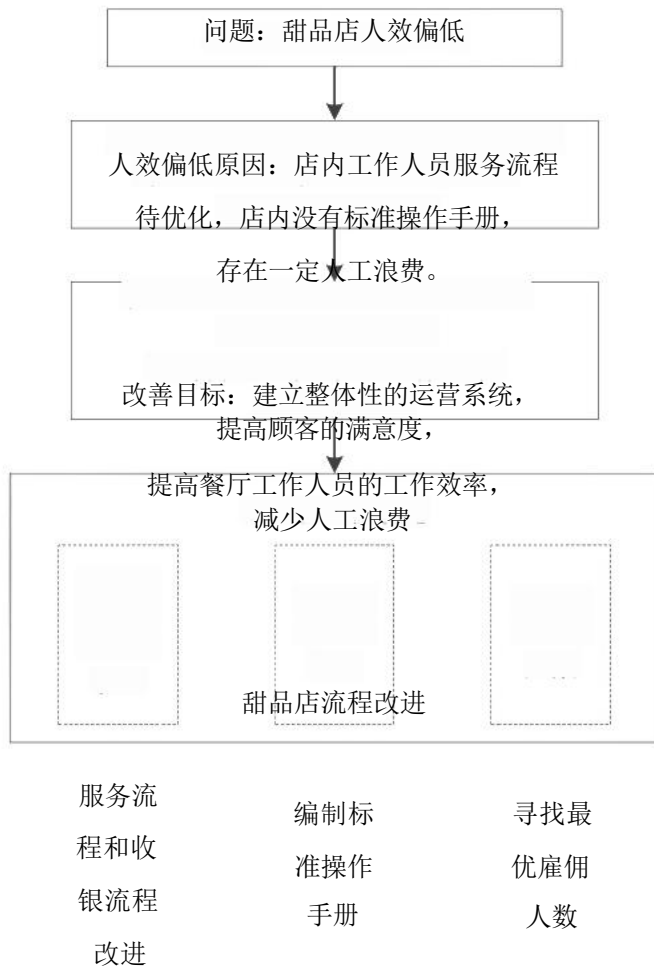 问题：甜品店人效偏低
人效偏低原因：店内工作人员服务流程
待优化，店内没有标准操作手册，
存在一定人工浪费。
改善目标：建立整体性的运营系统，
提高顾客的满意度，
提高餐厅工作人员的工作效率，
减少人工浪费
甜品店流程改进
服务流
程和收
银流程
改进
编制标
准操作
手册
寻找最
优雇佣
人数